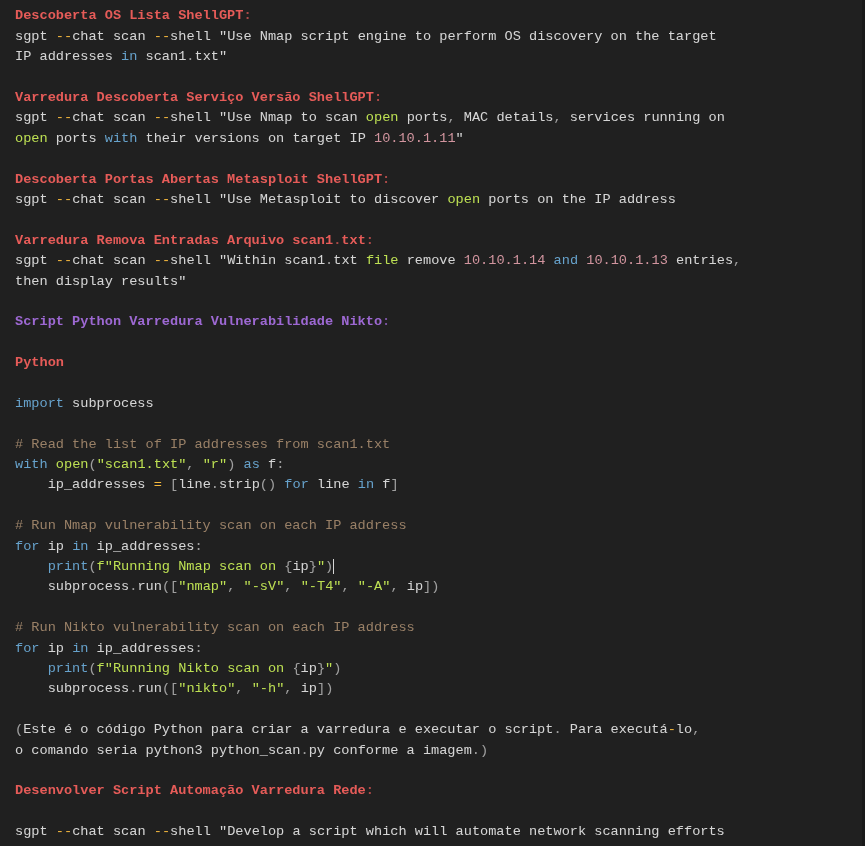 Descoberta OS Lista ShellGPT:
sgpt --chat scan --shell "Use Nmap script engine to perform OS discovery on the target
IP addresses in scan1.txt"
Varredura Descoberta Serviço Versão ShellGPT:
sgpt --chat scan --shell "Use Nmap to scan open ports, MAC details, services running on
open ports with their versions on target IP 10.10.1.11"
Descoberta Portas Abertas Metasploit ShellGPT:
sgpt --chat scan --shell "Use Metasploit to discover open ports on the IP address
Varredura Remova Entradas Arquivo scan1.txt:
sgpt --chat scan --shell "Within scan1.txt file remove 10.10.1.14 and 10.10.1.13 entries,
then display results"
Script Python Varredura Vulnerabilidade Nikto:
Python
import subprocess
# Read the list of IP addresses from scan1.txt
with open("scan1.txt", "r") as f:
    ip_addresses = [line.strip() for line in f]
# Run Nmap vulnerability scan on each IP address
for ip in ip_addresses:
    print(f"Running Nmap scan on {ip}")
    subprocess.run(["nmap", "-sV", "-T4", "-A", ip])
# Run Nikto vulnerability scan on each IP address
for ip in ip_addresses:
    print(f"Running Nikto scan on {ip}")
    subprocess.run(["nikto", "-h", ip])
(Este é o código Python para criar a varredura e executar o script. Para executá-lo,
o comando seria python3 python_scan.py conforme a imagem.)
Desenvolver Script Automação Varredura Rede:
sgpt --chat scan --shell "Develop a script which will automate network scanning efforts